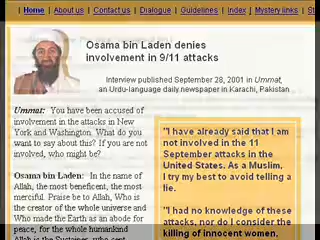 Home | About us | Contact us | Dialogue | Guidelines | Index | Mystery links | S
Osama bin Laden denies
involvement in 9/11 attacks
Interview published September 28, 2001 in Ummat,
an Urdu-language daily newspaper in Karachi, Pakistan
Ummat: You have been accused of
involvement in the attacks in
New York and Washington. What do
you want to say about this? If you
are not involved, who might be?
Osama bin Laden: In the name of
Allah, the most beneficent, the most
merciful. Praise be to Allah, Who is
the creator of the whole universe and
Who made the Earth as an abode for
peace, for the whole humankind
Allah is the Sustainer, who sent
"I have already said that I am
not involved in the 11
September attacks in the
United States. As a Muslim,
I try my best to avoid telling a
lie.
"I had no knowledge of these
attacks, nor do I consider the
killing of innocent women,